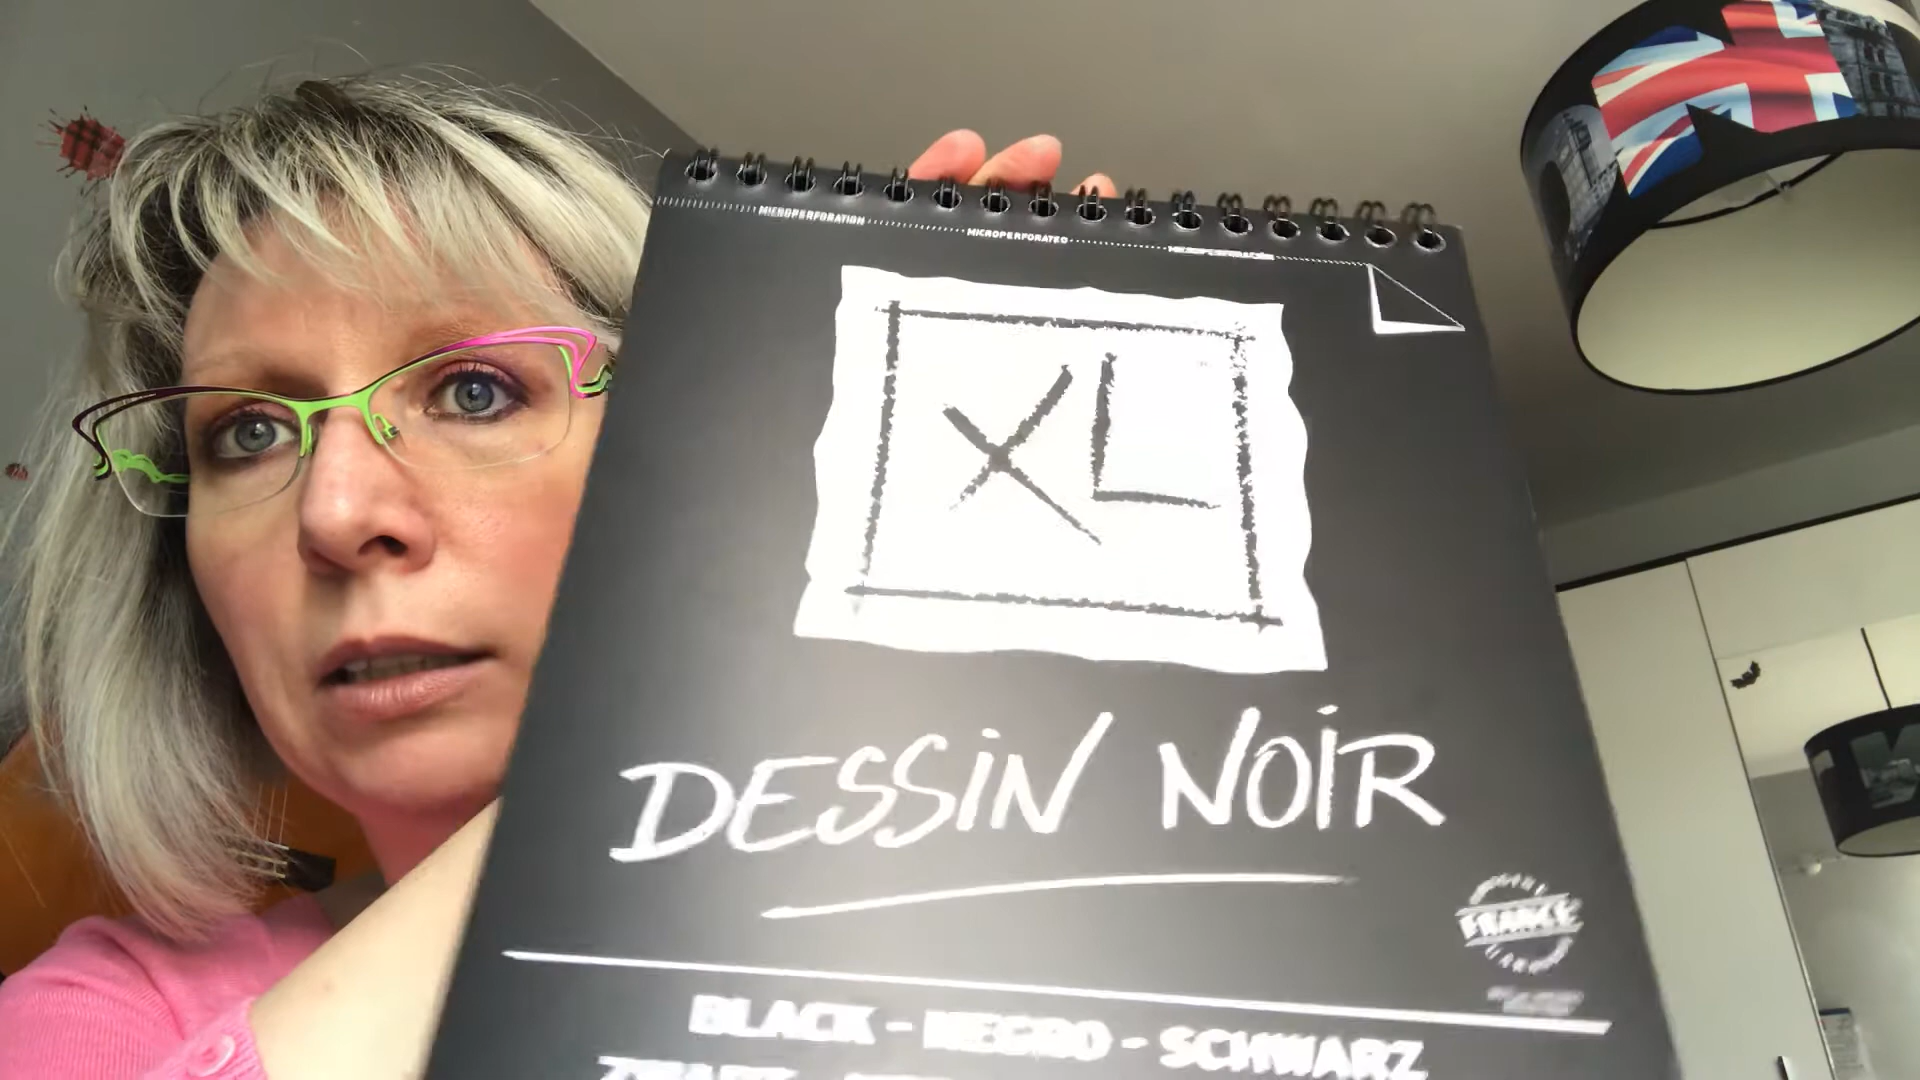 MICROPERFORATION
MICROPERFORATED
XL
DESSIN NOIR
FRANCE
BLACK - NEGRO - SCHWARZ